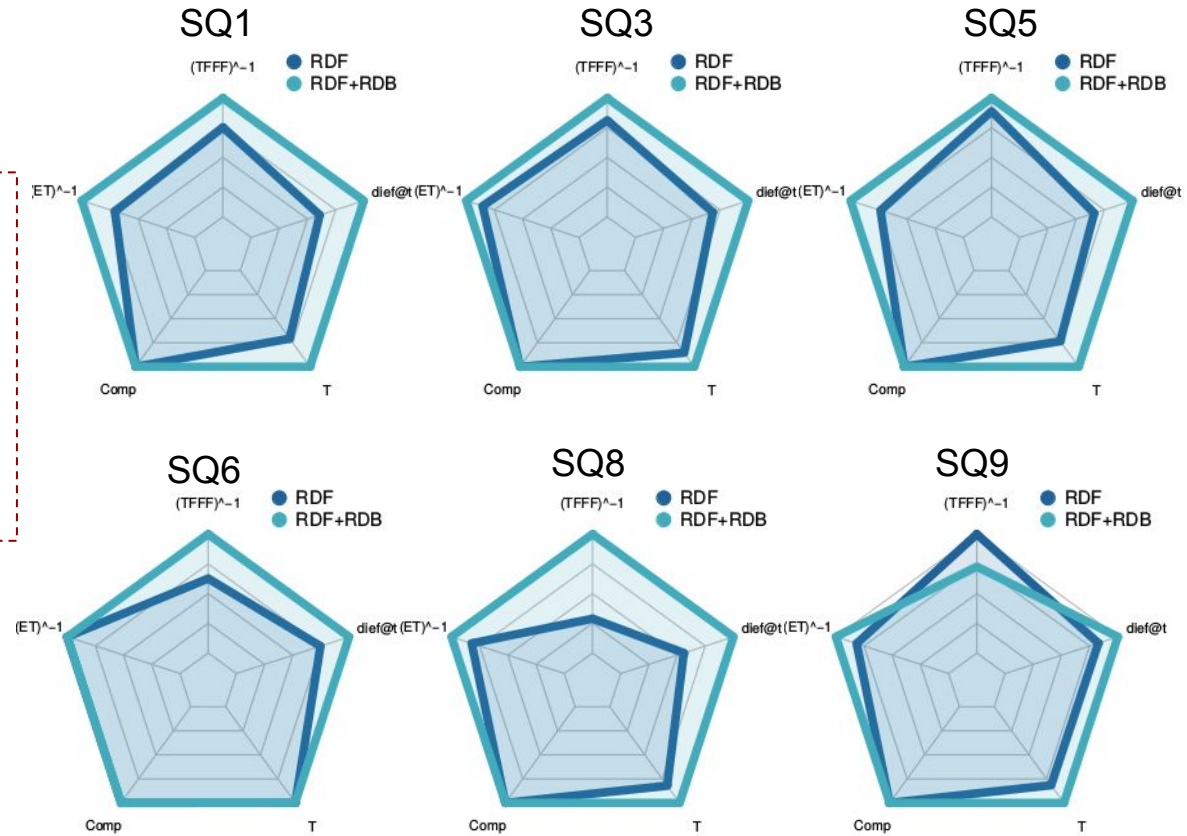 SQ1
SQ3
SQ5
(TFFF)^−1
RDF
RDF+RDB
(TFFF)^−1
RDF
RDF+RDB
(TFFF)^−1
RDF
RDF+RDB
(ET)^−1
dief@t
(ET)^−1
dief@t
(ET)^−1
dief@t
Comp
T
Comp
T
Comp
T
SQ6
SQ8
SQ9
(TFFF)^−1
RDF
RDF+RDB
(TFFF)^−1
RDF
RDF+RDB
(TFFF)^−1
RDF
RDF+RDB
(ET)^−1
dief@t
(ET)^−1
dief@t
(ET)^−1
dief@t
Comp
T
Comp
T
Comp
T